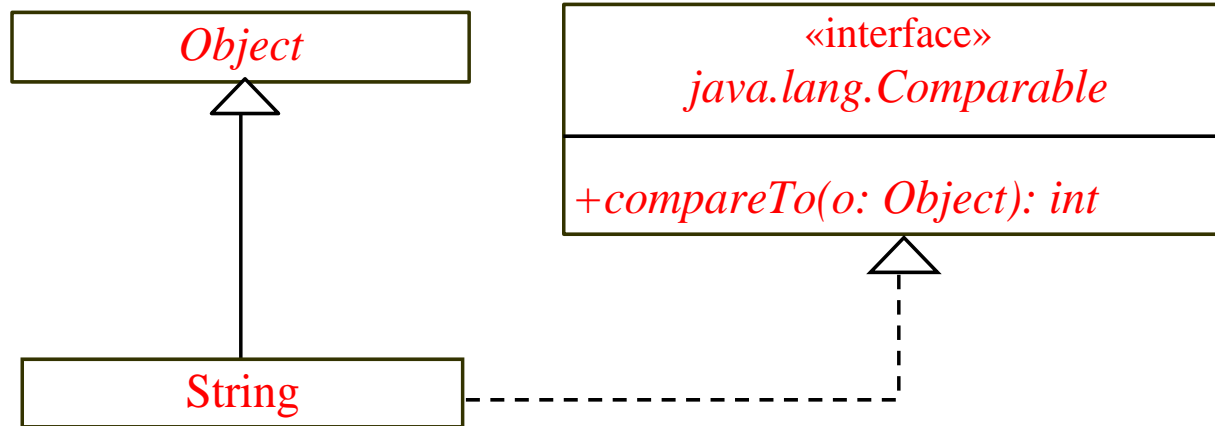 Object
«interface»
java.lang.Comparable
+compareTo(o: Object): int
String